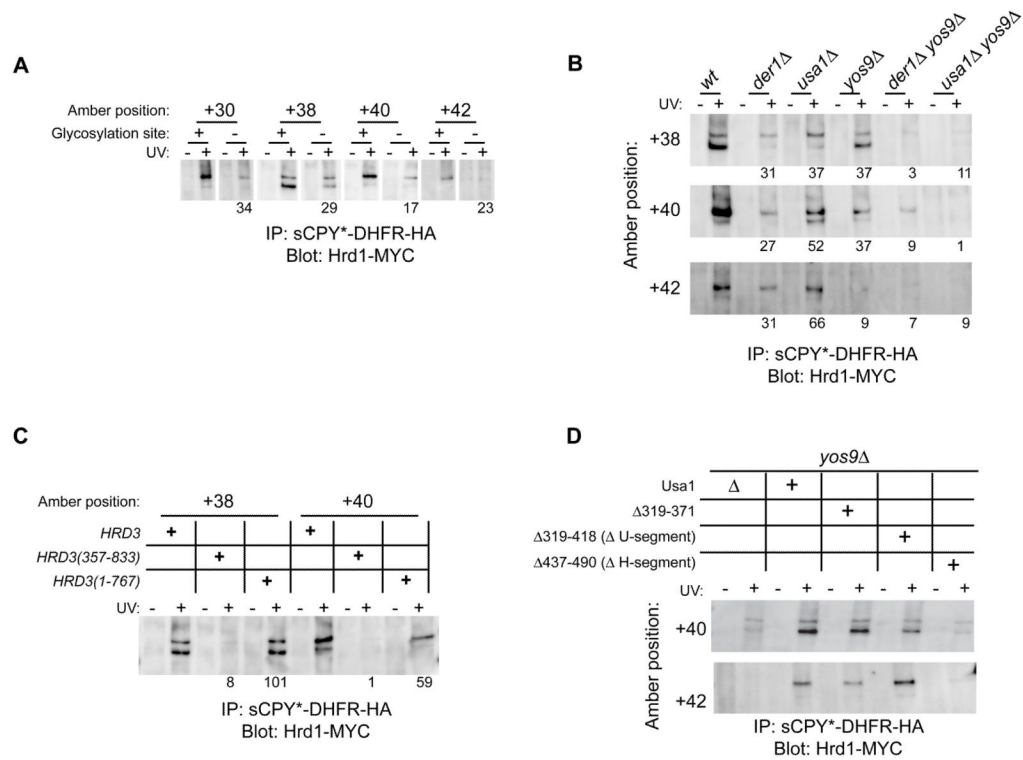 A
Amber position: +30 +38 +40 +42
Glycosylation site: + - + - + - + -
UV: - + - + - + - + - + - + - + - +
34 29 17 23
IP: sCPY*-DHFR-HA
Blot: Hrd1-MYC
B
wt der1Δ usa1Δ yos9Δ der1Δ yos9Δ usa1Δ yos9Δ
UV: - + - + - + - + - + - +
Amber position:
+38
31 37 37 3 11
+40
27 52 37 9 1
+42
31 66 9 7 9
IP: sCPY*-DHFR-HA
Blot: Hrd1-MYC
C
Amber position: +38 +40
HRD3 + +
HRD3(357-833) + +
HRD3(1-767) + +
UV: - + - + - + - + - + - +
8 101 1 59
IP: sCPY*-DHFR-HA
Blot: Hrd1-MYC
D
yos9Δ
Usa1 Δ +
Δ319-371 +
Δ319-418 (Δ U-segment) +
Δ437-490 (Δ H-segment) +
UV: - + - + - + - + - +
Amber position:
+40
+42
IP: sCPY*-DHFR-HA
Blot: Hrd1-MYC